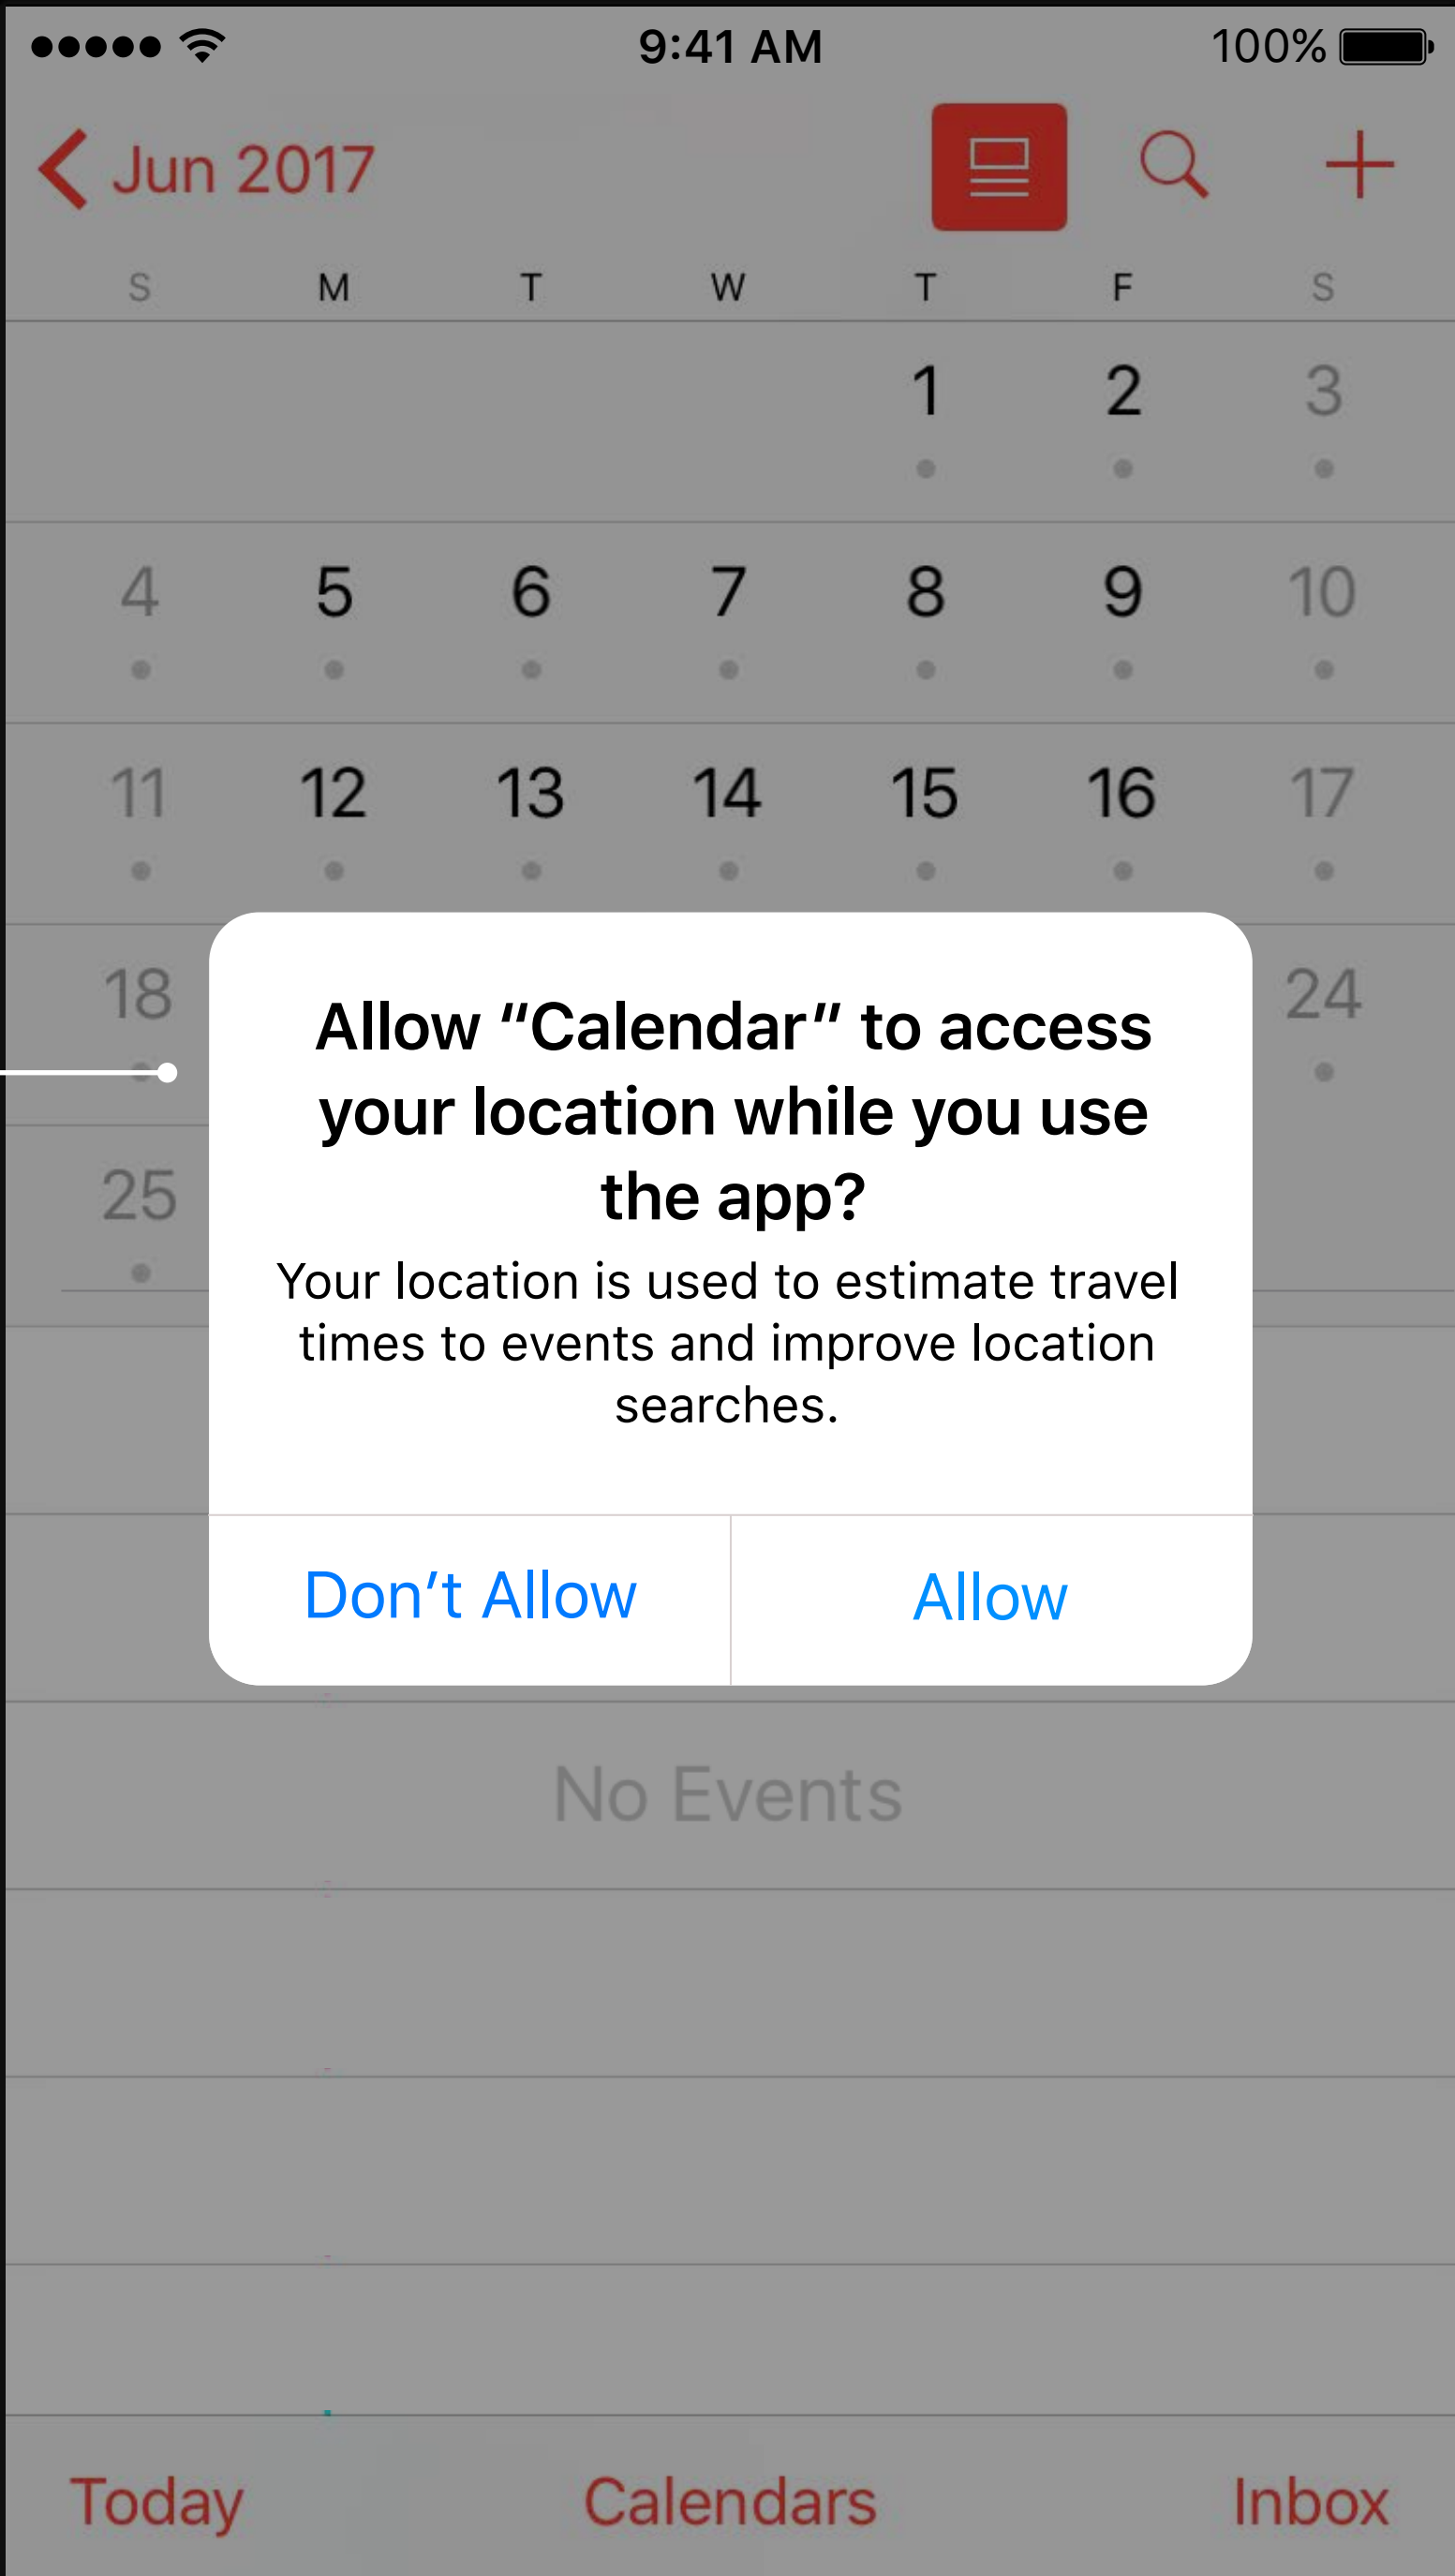 9:41 AM 100%
Jun 2017
S M T W T F S
1 2 3
4 5 6 7 8 9 10
11 12 13 14 15 16 17
18 24
Allow “Calendar” to access
your location while you use
the app?
25
Your location is used to estimate travel
times to events and improve location
searches.
Don’t Allow Allow
No Events
Today Calendars Inbox